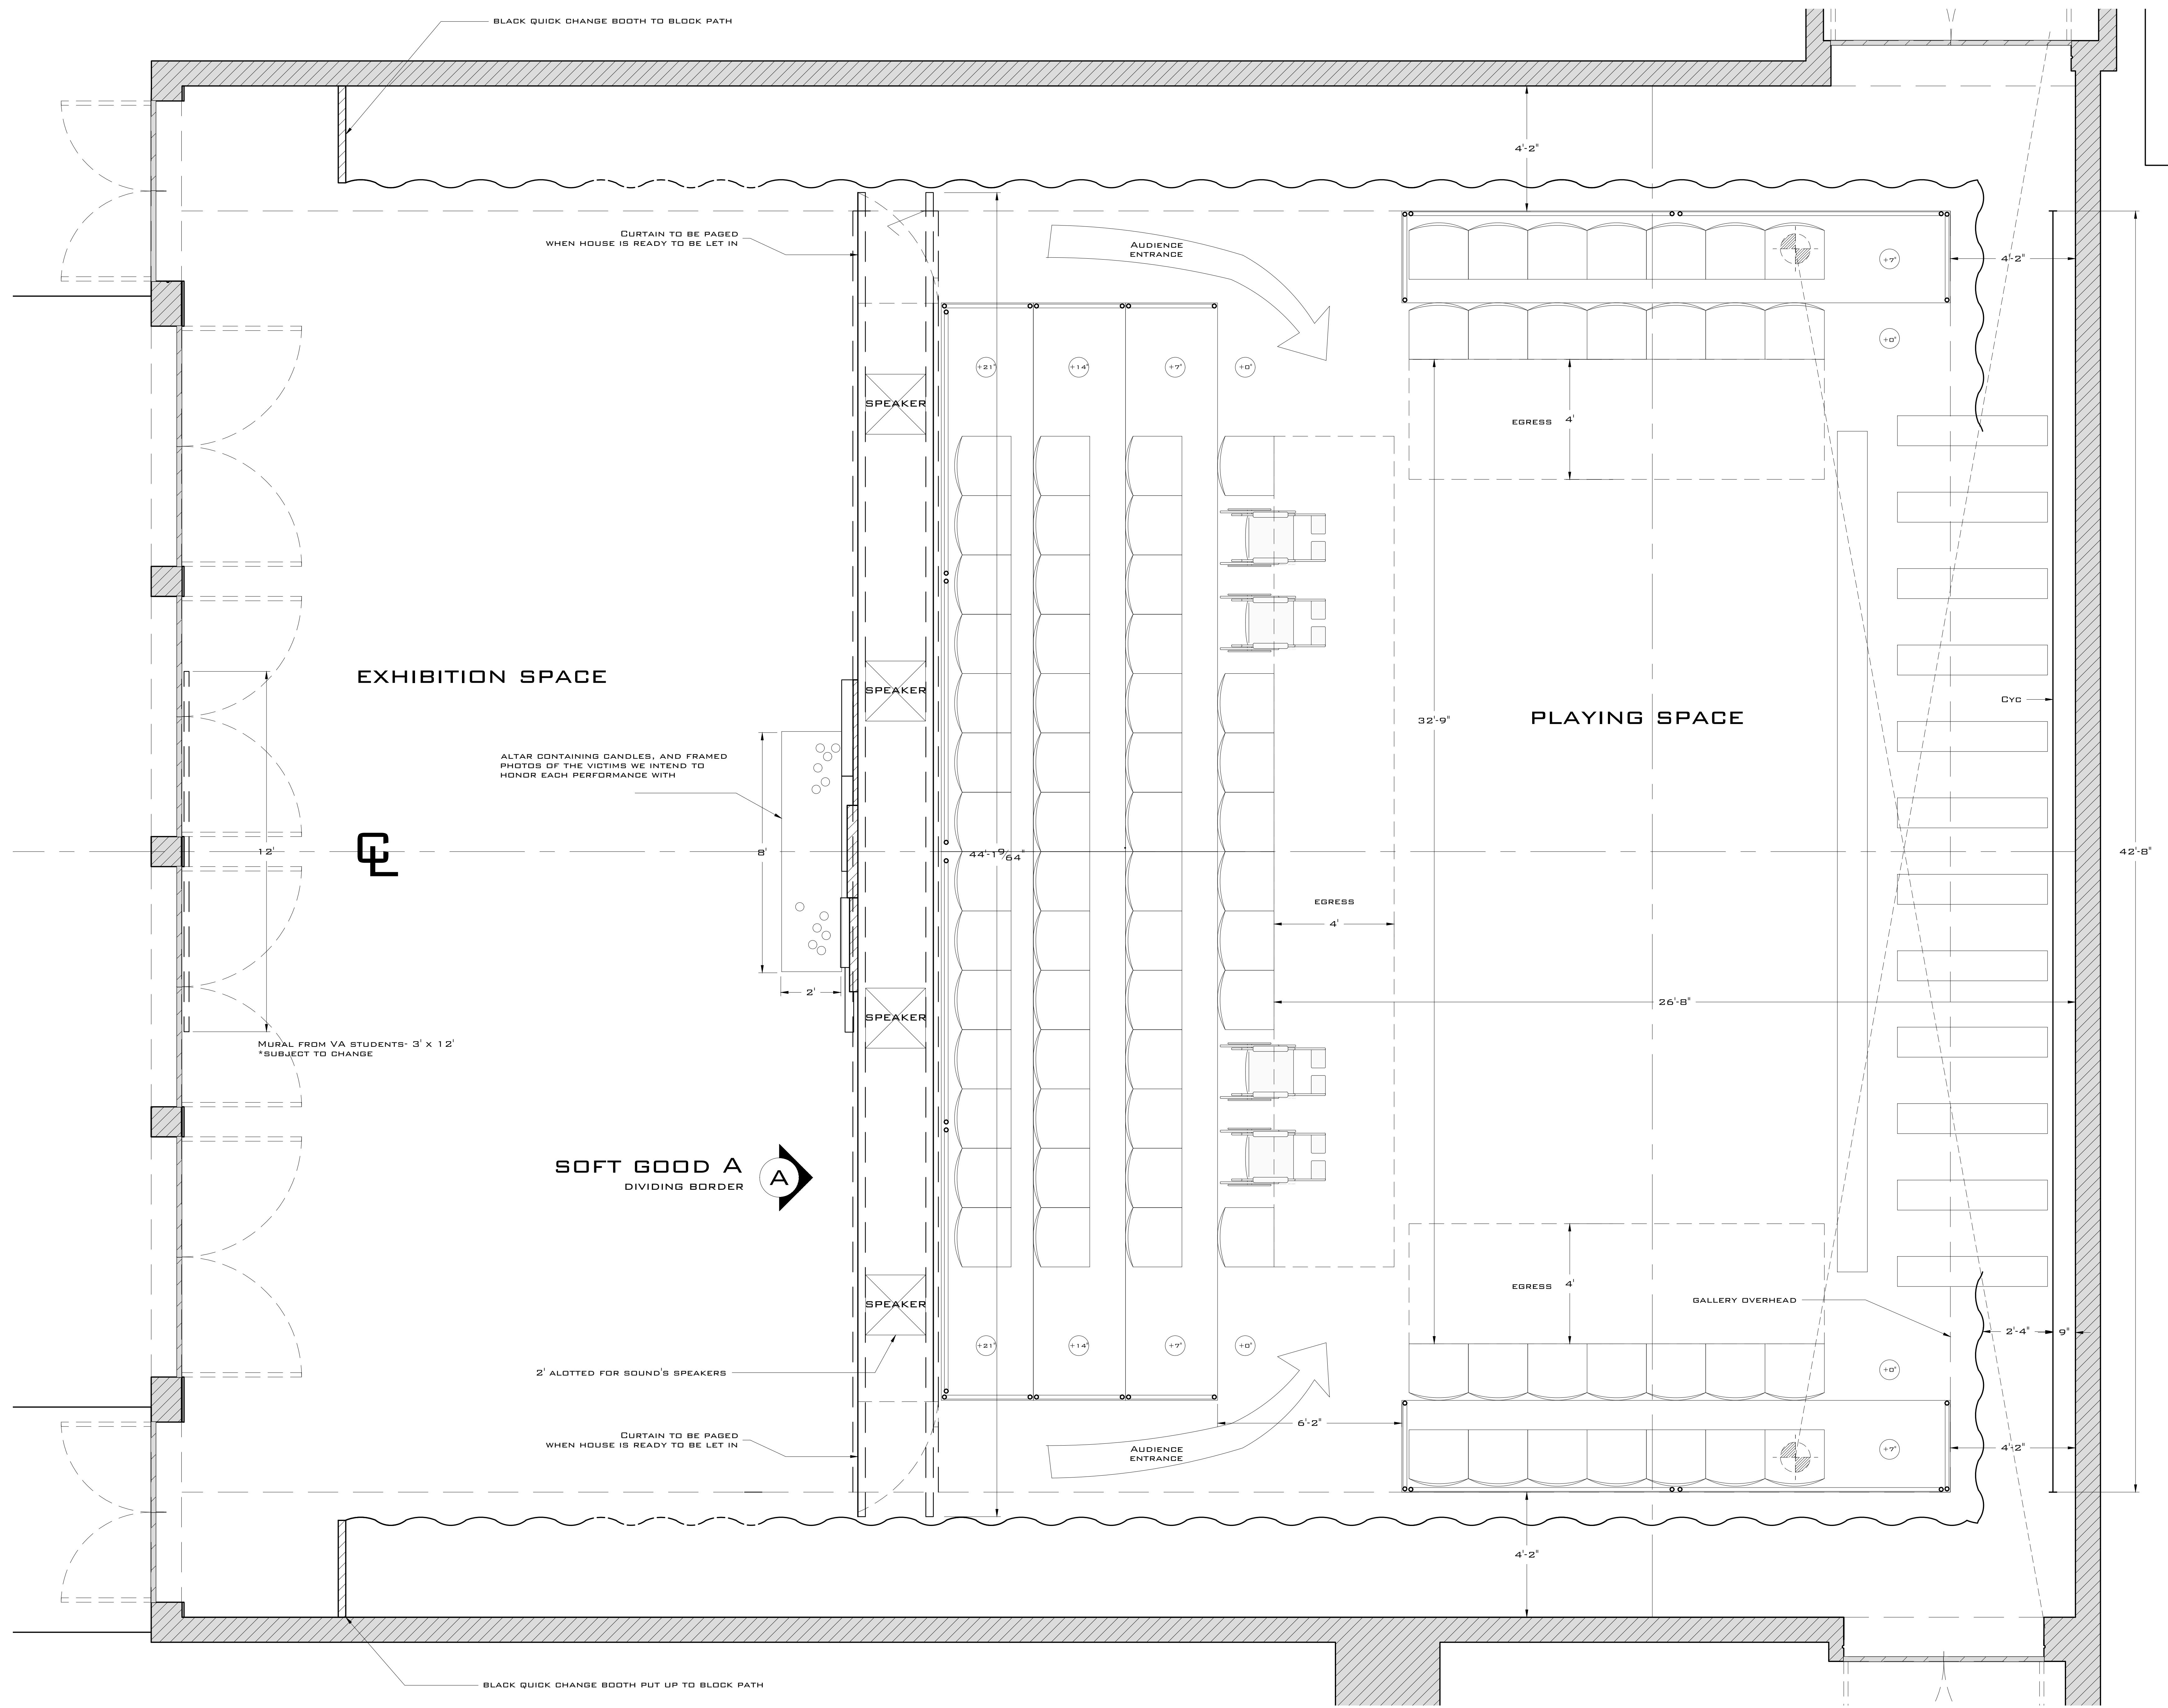 BLACK QUICK CHANGE BOOTH TO BLOCK PATH
4'-2"
CURTAIN TO BE PAGED
WHEN HOUSE IS READY TO BE LET IN
AUDIENCE
ENTRANCE
+7"
4'-2"
+0"
+21"
+14"
+7"
+0"
SPEAKER
EGRESS
4'
EXHIBITION SPACE
SPEAKER
CYC
PLAYING SPACE
32'-9"
ALTAR CONTAINING CANDLES, AND FRAMED
PHOTOS OF THE VICTIMS WE INTEND TO
HONOR EACH PERFORMANCE WITH
CL
12'
8'
44'-1 9/64"
42'-8"
EGRESS
4'
2'
26'-8"
SPEAKER
MURAL FROM VA STUDENTS- 3' X 12'
*SUBJECT TO CHANGE
SOFT GOOD A
DIVIDING BORDER
A
EGRESS
4'
GALLERY OVERHEAD
SPEAKER
2'-4"
9"
+21"
+14"
+7"
+0"
+0"
2' ALOTTED FOR SOUND'S SPEAKERS
6'-2"
CURTAIN TO BE PAGED
WHEN HOUSE IS READY TO BE LET IN
AUDIENCE
ENTRANCE
+7"
4'-2"
4'-2"
BLACK QUICK CHANGE BOOTH PUT UP TO BLOCK PATH